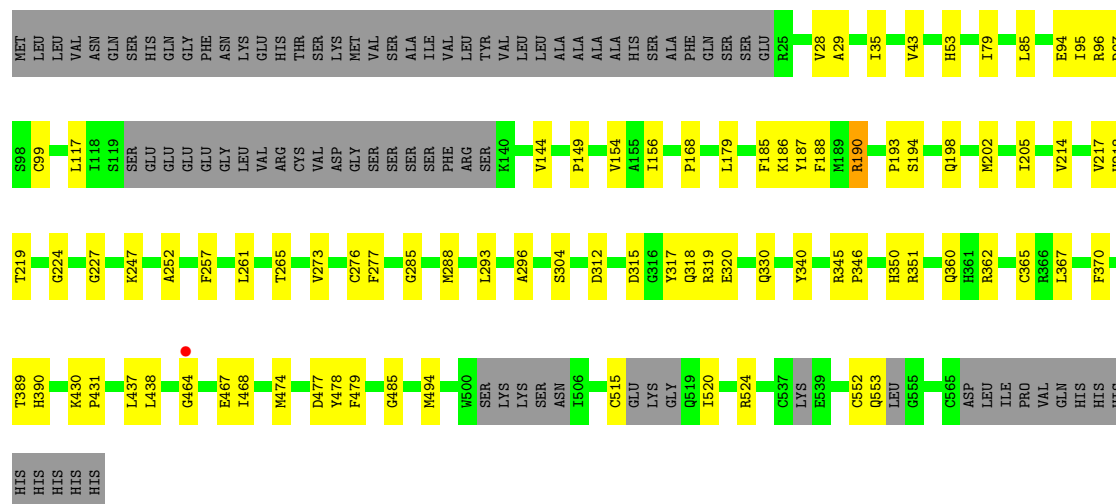 MET LEU LEU VAL ASN GLN SER HIS GLN GLY PHE ASN LYS GLU HIS THR SER LYS MET VAL SER ALA ILE VAL LEU TYR VAL LEU LEU ALA ALA ALA ALA HIS SER ALA PHE GLN SER SER GLU R25 V28 A29 I35 V43 H53 I79 L85 E94 I95 R96
S98 C99 L117 I118 S119 SER GLU GLU GLU GLU GLY LEU VAL ARG CYS VAL ASP GLY SER SER SER SER PHE ARG SER K140 V144 P149 V154 A155 I156 P168 L179 F185 K186 Y187 F188 M189 R190 P193 S194 Q198 M202 I205 V214 V217
T219 G224 G227 K247 A252 F257 L261 T265 V273 C276 F277 G285 M288 L293 A296 S304 D312 D315 G316 Y317 Q318 R319 E320 Q330 Y340 R345 P346 H350 R351 Q360 H361 R362 C365 R366 L367 F370
T389 H390 K430 P431 L437 L438 G464 E467 I468 M474 D477 Y478 F479 G485 M494 W500 SER LYS LYS SER ASN I506 C515 GLU LYS GLY Q519 I520 R524 C537 LYS E539 C552 Q553 LEU G555 C565 ASP LEU ILE PRO VAL GLN HIS HIS HIS
HIS HIS HIS HIS HIS